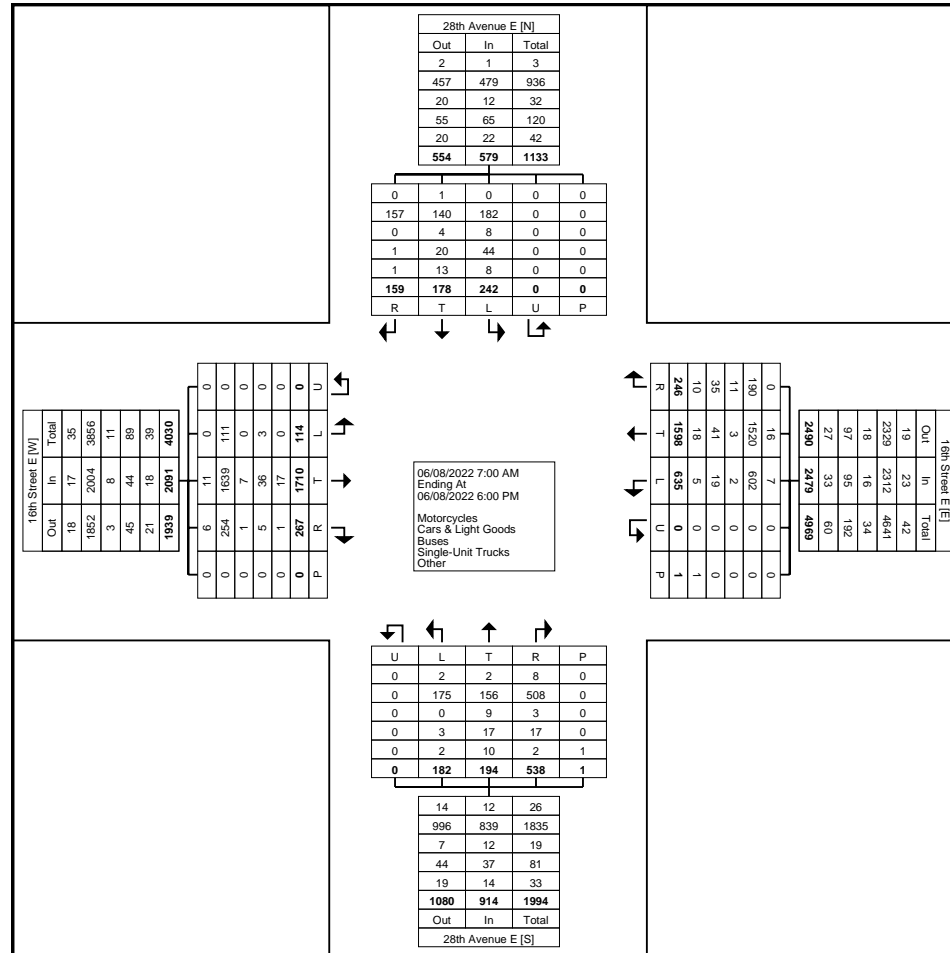 28th Avenue E [N]
Out In Total
2 1 3
457 479 936
20 12 32
55 65 120
20 22 42
554 579 1133
0 1 0 0 0
157 140 182 0 0
0 4 8 0 0
1 20 44 0 0
1 13 8 0 0
159 178 242 0 0
R T L U P
16th Street E [W]
Out In Total
18 17 35
1852 2004 3856
3 8 11
45 44 89
21 18 39
1939 2091 4030
0 6 11 0 0
0 254 1639 111 0
0 1 7 0 0
0 5 36 3 0
0 1 17 0 0
0 267 1710 114 0
P R T L U
06/08/2022 7:00 AM
Ending At
06/08/2022 6:00 PM
Motorcycles
Cars & Light Goods
Buses
Single-Unit Trucks
Other
16th Street E [E]
Out In Total
19 23 42
2329 2312 4641
18 16 34
97 95 192
27 33 60
2490 2479 4969
0 16 7 0 0
190 1520 602 0 0
11 3 2 0 0
35 41 19 0 0
10 18 5 0 1
246 1598 635 0 1
R T L U P
U L T R P
0 2 2 8 0
0 175 156 508 0
0 0 9 3 0
0 3 17 17 0
0 2 10 2 1
0 182 194 538 1
14 12 26
996 839 1835
7 12 19
44 37 81
19 14 33
1080 914 1994
Out In Total
28th Avenue E [S]